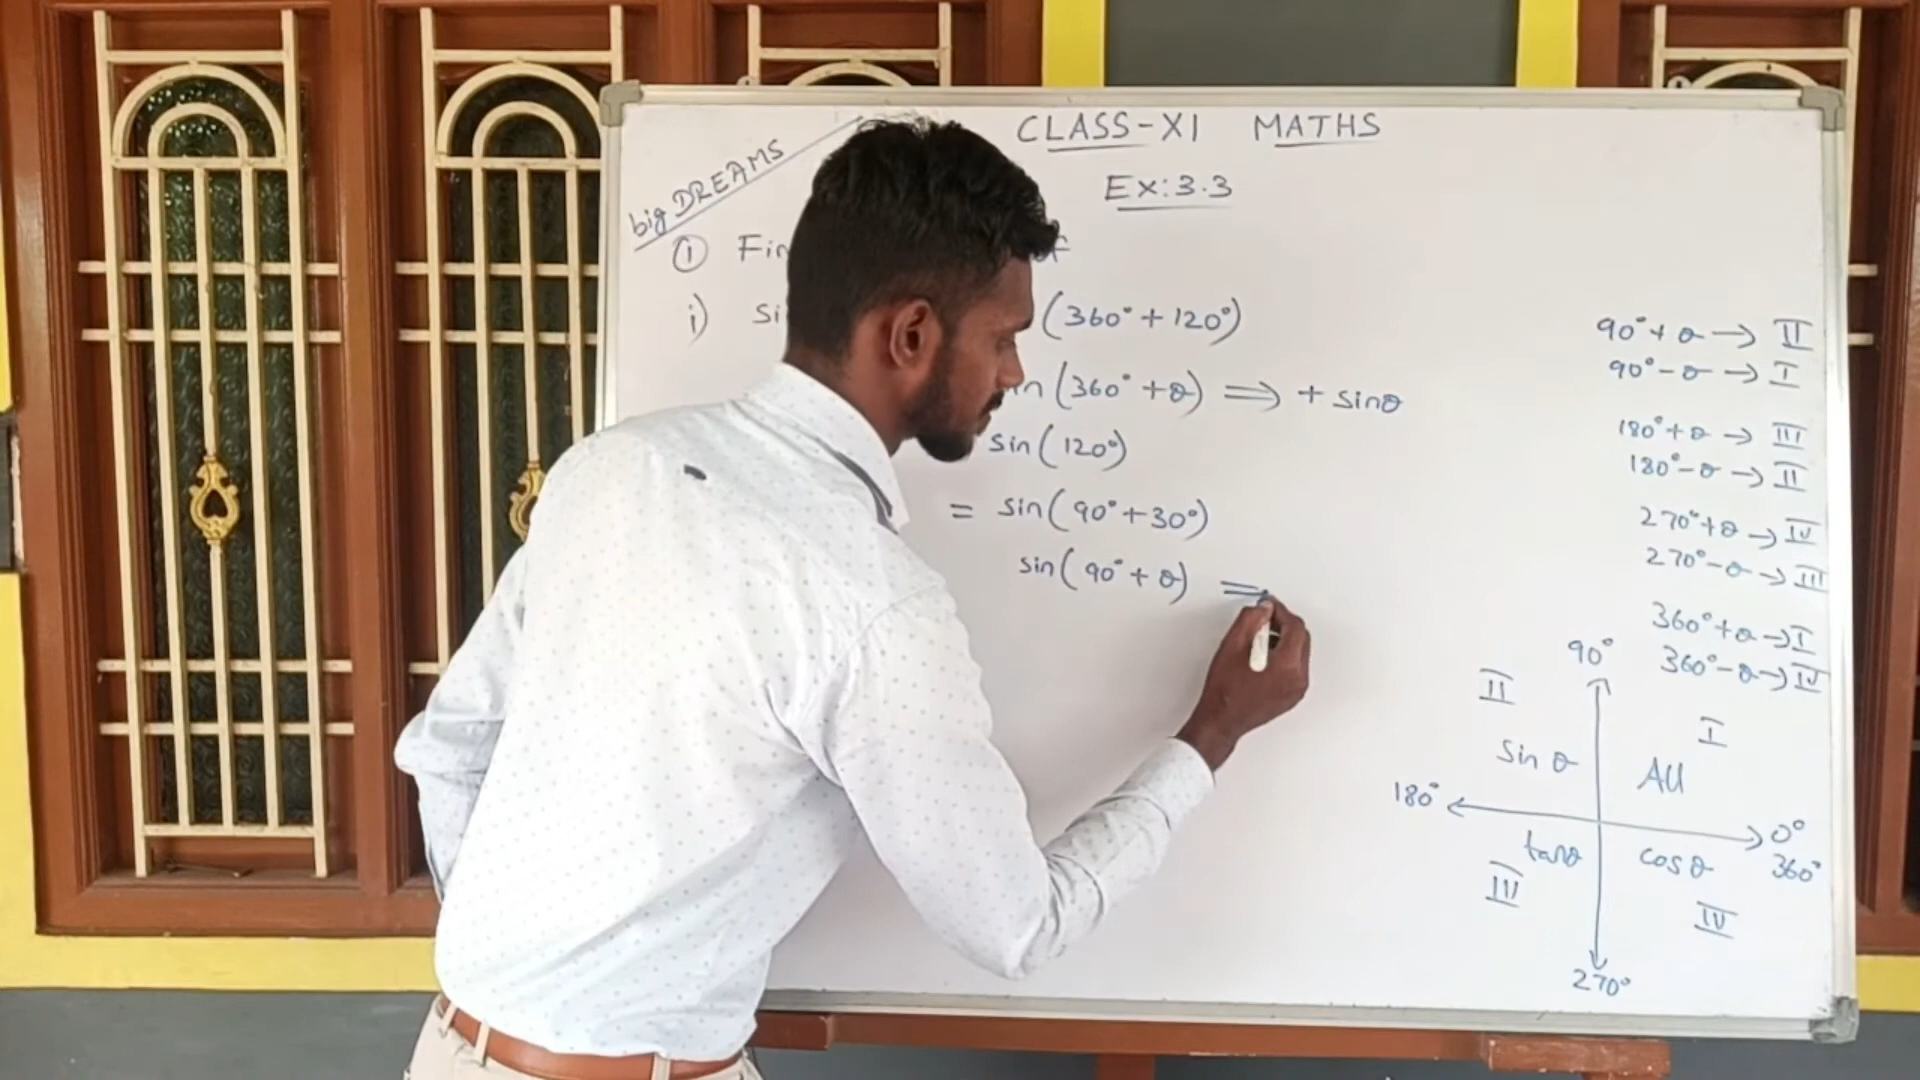 big DREAMS
CLASS-XI MATHS
Ex:3.3
① Fin
i) Si (360°+120°)
(360°+θ) ⟹ + sinθ
sin(120°)
= sin(90°+30°)
sin(90°+θ) ⟹
90°+θ → II
90°-θ → I
180°+θ → III
180°-θ → II
270°+θ → IV
270°-θ → III
360°+θ → I
360°-θ → IV
90°
II
I
Sin θ
All
180°
0°
360°
tanθ
cosθ
III
IV
270°